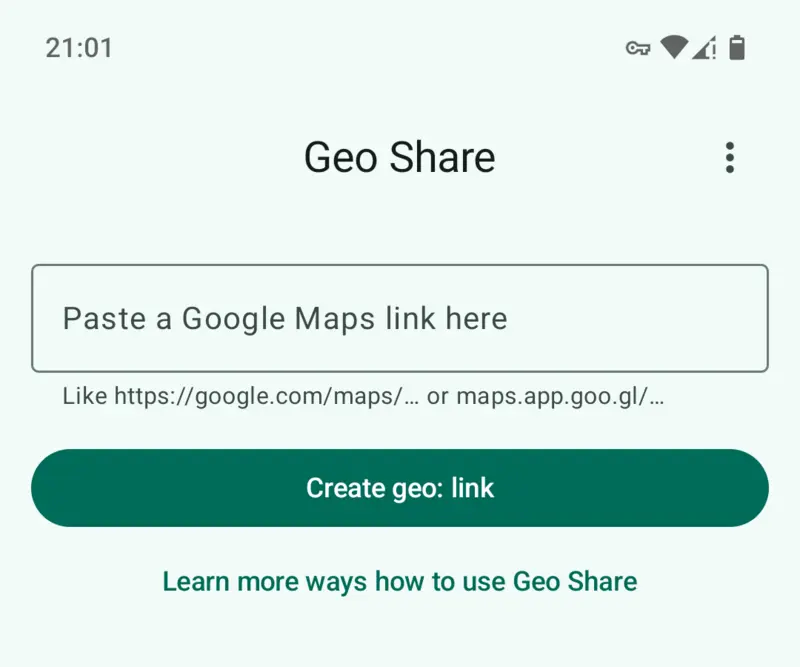 21:01
Geo Share
Paste a Google Maps link here
Like https://google.com/maps/… or maps.app.goo.gl/…
Create geo: link
Learn more ways how to use Geo Share